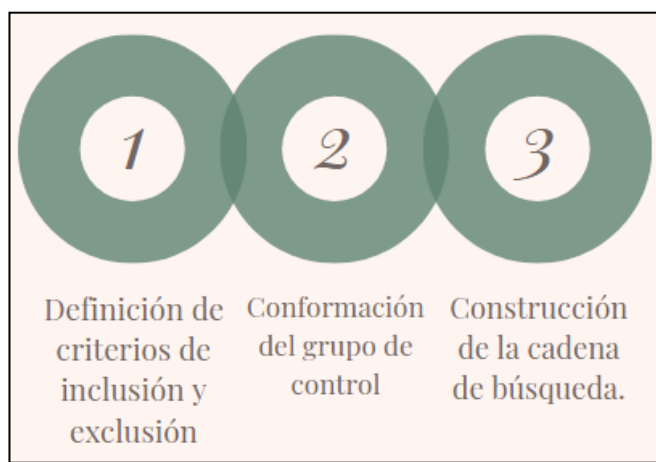 1
2
3
Definición de
criterios de
inclusión y
exclusión
Conformación
del grupo de
control
Construcción
de la cadena
de búsqueda.